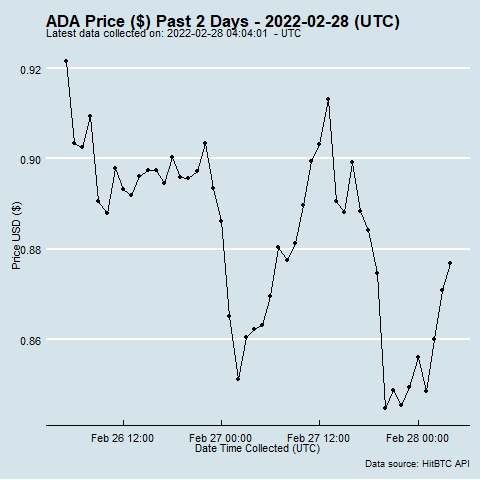 ADA Price ($) Past 2 Days - 2022-02-28 (UTC)
Latest data collected on: 2022-02-28 04:04:01 - UTC
0.92
0.90
0.88
0.86
Price USD ($)
Feb 26 12:00 Feb 27 00:00 Feb 27 12:00 Feb 28 00:00
Date Time Collected (UTC)
Data source: HitBTC API